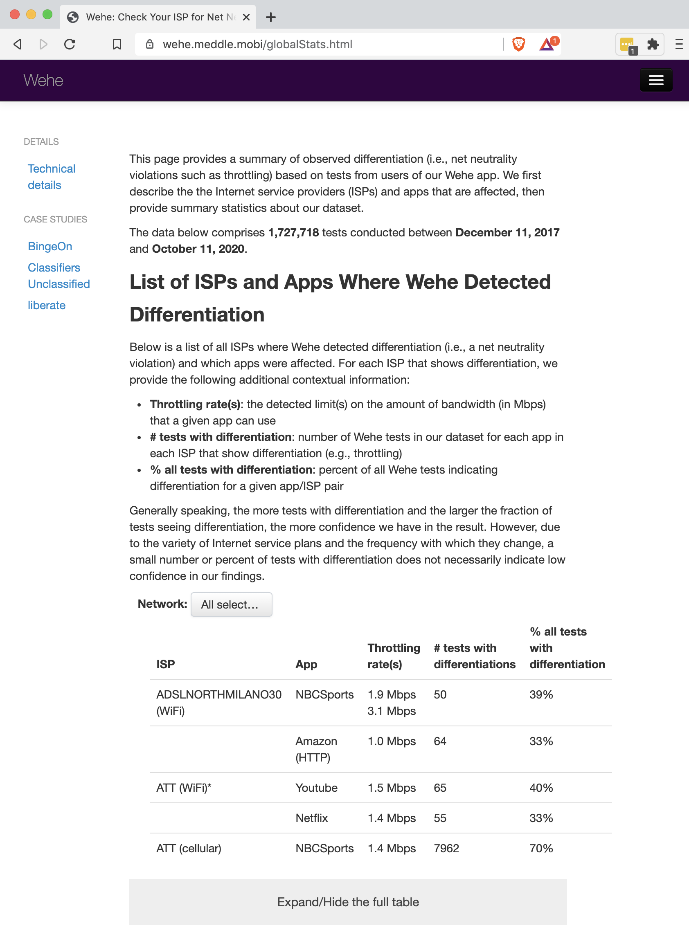 Wehe: Check Your ISP for Net N
wehe.meddle.mobi/globalStats.html
1
1
Wehe
DETAILS
Technical
details
CASE STUDIES
BingeOn
Classifiers
Unclassified
liberate
This page provides a summary of observed differentiation (i.e., net neutrality
violations such as throttling) based on tests from users of our Wehe app. We first
describe the the Internet service providers (ISPs) and apps that are affected, then
provide summary statistics about our dataset.
The data below comprises 1,727,718 tests conducted between December 11, 2017
and October 11, 2020.
List of ISPs and Apps Where Wehe Detected
Differentiation
Below is a list of all ISPs where Wehe detected differentiation (i.e., a net neutrality
violation) and which apps were affected. For each ISP that shows differentiation, we
provide the following additional contextual information:
• Throttling rate(s): the detected limit(s) on the amount of bandwidth (in Mbps)
that a given app can use
• # tests with differentiation: number of Wehe tests in our dataset for each app in
each ISP that show differentiation (e.g., throttling)
• % all tests with differentiation: percent of all Wehe tests indicating
differentiation for a given app/ISP pair
Generally speaking, the more tests with differentiation and the larger the fraction of
tests seeing differentiation, the more confidence we have in the result. However, due
to the variety of Internet service plans and the frequency with which they change, a
small number or percent of tests with differentiation does not necessarily indicate low
confidence in our findings.
Network: All select...
% all tests
Throttling # tests with with
ISP App rate(s) differentiations differentiation
ADSLNORTHMILANO30 NBCSports 1.9 Mbps 50 39%
(WiFi) 3.1 Mbps
Amazon 1.0 Mbps 64 33%
(HTTP)
ATT (WiFi)* Youtube 1.5 Mbps 65 40%
Netflix 1.4 Mbps 55 33%
ATT (cellular) NBCSports 1.4 Mbps 7962 70%
Expand/Hide the full table